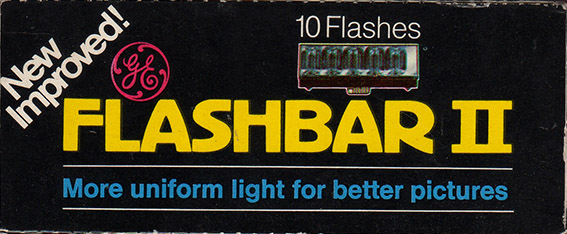 New
Improved!
GE
10 Flashes
FLASHBAR II
More uniform light for better pictures